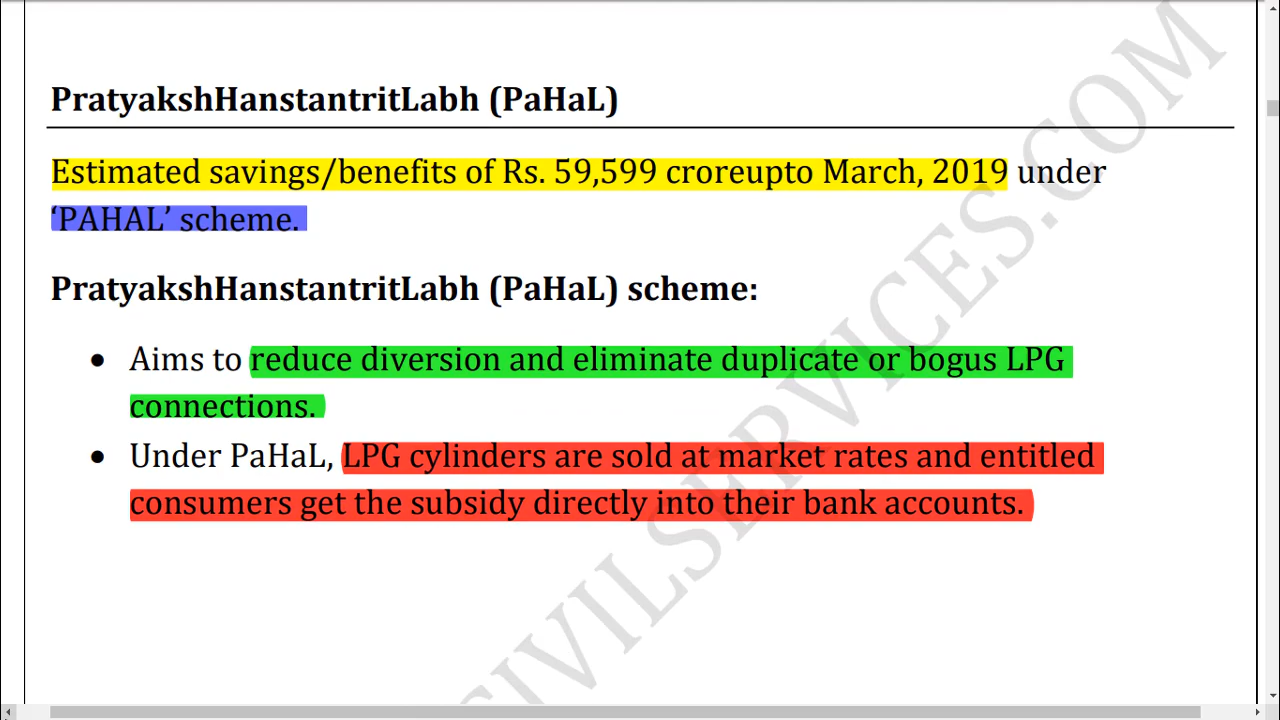 PratyakshHanstantritLabh (PaHaL)
Estimated savings/benefits of Rs. 59,599 croreupto March, 2019 under
‘PAHAL’ scheme.
PratyakshHanstantritLabh (PaHaL) scheme:
• Aims to reduce diversion and eliminate duplicate or bogus LPG
connections.
• Under PaHaL, LPG cylinders are sold at market rates and entitled
consumers get the subsidy directly into their bank accounts.
CIVILSERVICES.COM